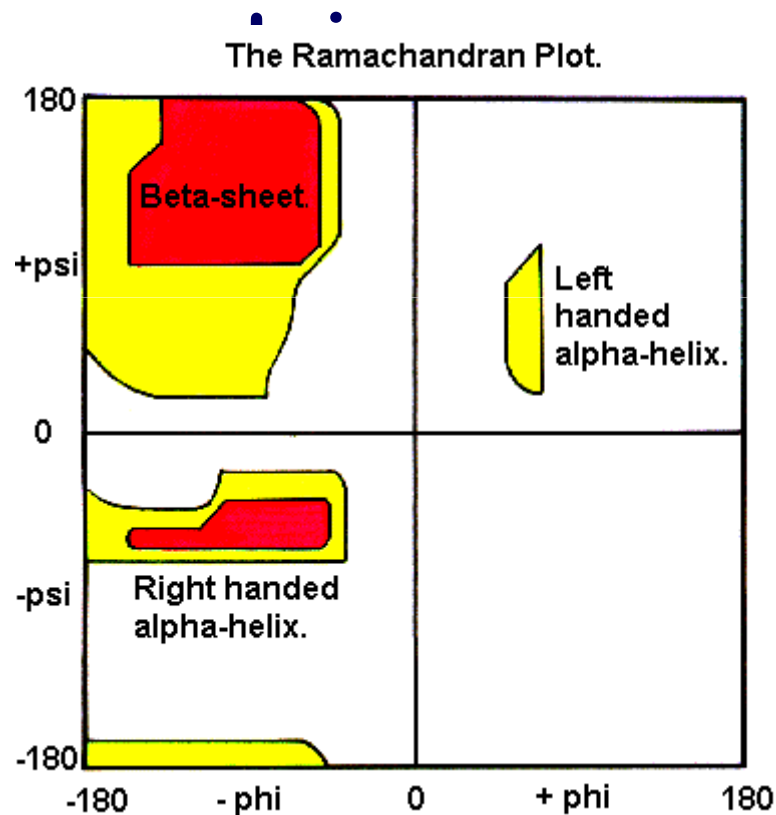 The Ramachandran Plot.
180
Beta-sheet.
+psi
Left
handed
alpha-helix.
0
-psi
Right handed
alpha-helix.
-180
-180 - phi 0 + phi 180